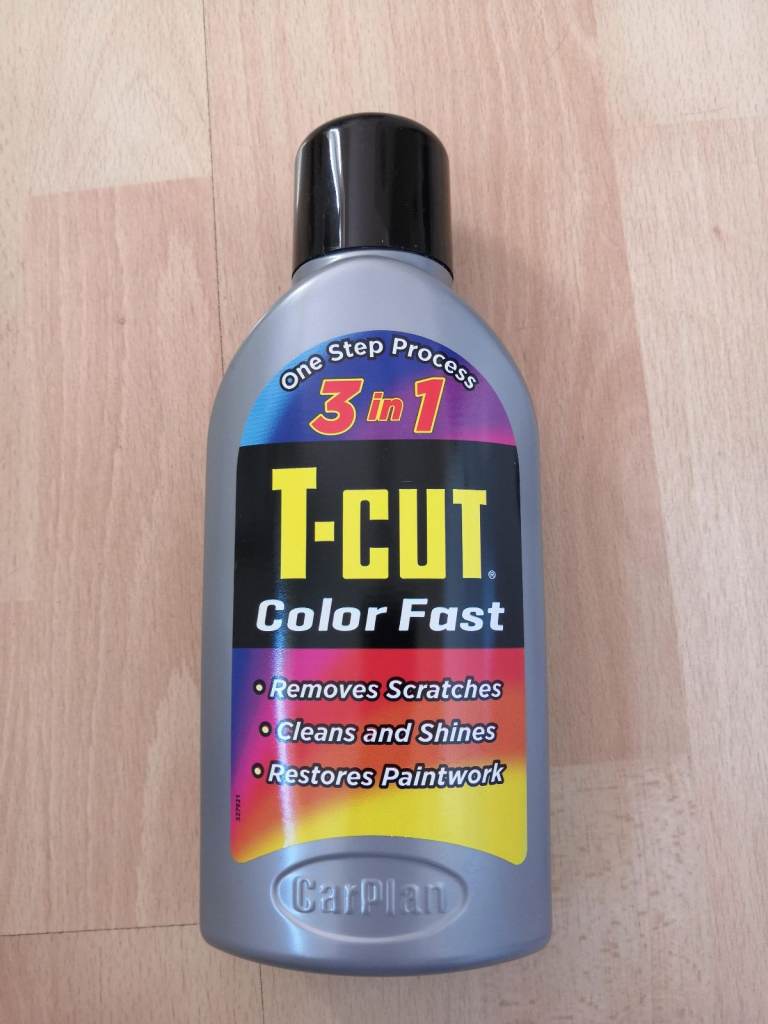 One Step Process
3 in 1
T-CUT®
Color Fast
• Removes Scratches
• Cleans and Shines
• Restores Paintwork
CarPlan